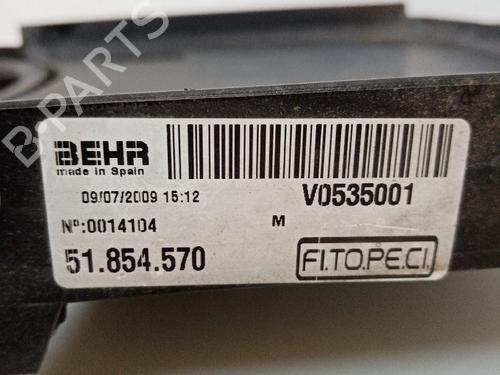 BEHR
made in Spain
09/07/2009 15:12
V0535001
Nº:0014104
M
51.854.570
FI.TO.PE.CI.
B-PARTS